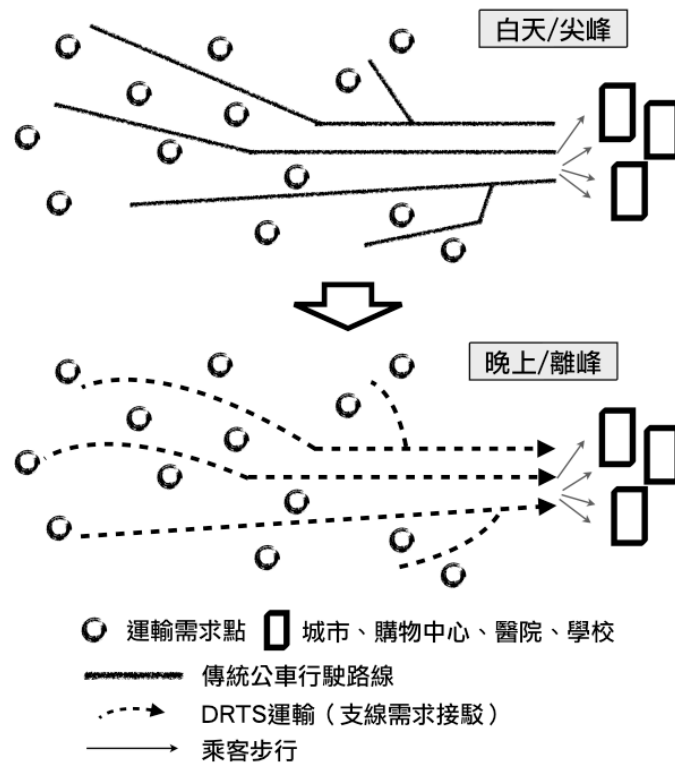 白天/尖峰
晚上/離峰
運輸需求點 城市、購物中心、醫院、學校
傳統公車行駛路線
DRTS運輸（支線需求接駁）
乘客步行